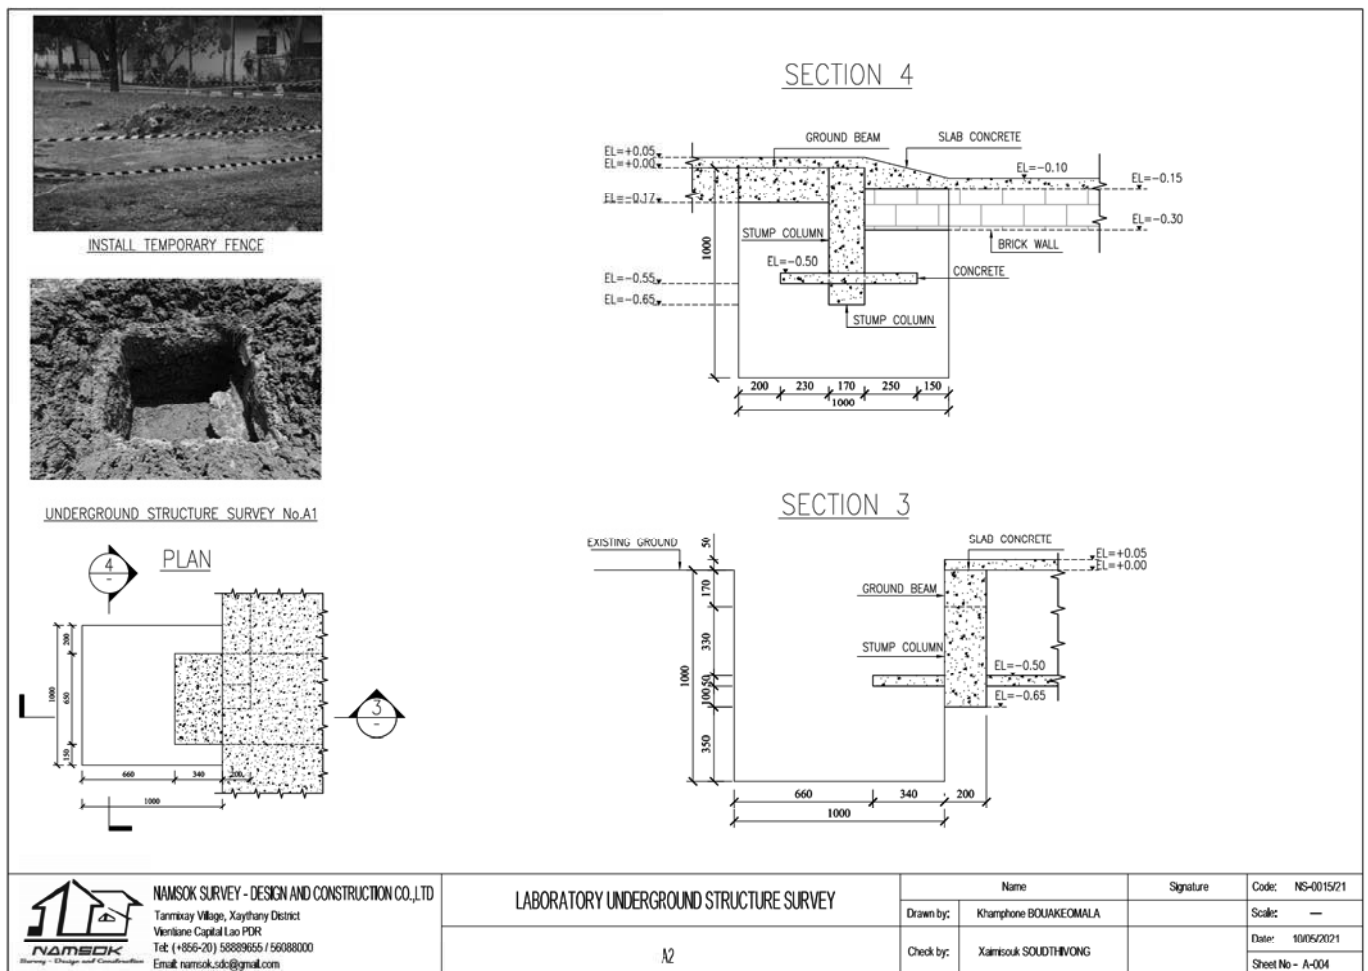 INSTALL TEMPORARY FENCE
UNDERGROUND STRUCTURE SURVEY No.A1
PLAN
4
-
3
-
200
650
150
1000
660
340
200
1000
SECTION 4
GROUND BEAM
SLAB CONCRETE
EL=+0.05
EL=+0.00
EL=-0.10
EL=-0.15
EL=-0.17
EL=-0.30
STUMP COLUMN
BRICK WALL
1000
EL=-0.50
CONCRETE
EL=-0.55
EL=-0.65
STUMP COLUMN
200
230
170
250
150
1000
SECTION 3
EXISTING GROUND
SLAB CONCRETE
50
EL=+0.05
EL=+0.00
170
GROUND BEAM
330
STUMP COLUMN
EL=-0.50
1000
50
100
EL=-0.65
350
660
340
200
1000
NAMSOK
Survey - Design and Construction
NAMSOK SURVEY - DESIGN AND CONSTRUCTION CO.,LTD
Tanmixay Village, Xaythany District
Vientiane Capital Lao PDR
Tel: (+856-20) 58889655 / 56088000
Email: namsok.sdc@gmail.com
LABORATORY UNDERGROUND STRUCTURE SURVEY
A2
Name
Signature
Drawn by: Khamphone BOUAKEOMALA
Check by: Xaimisouk SOUDTHIVONG
Code: NS-0015/21
Scale: —
Date: 10/05/2021
Sheet No - A-004